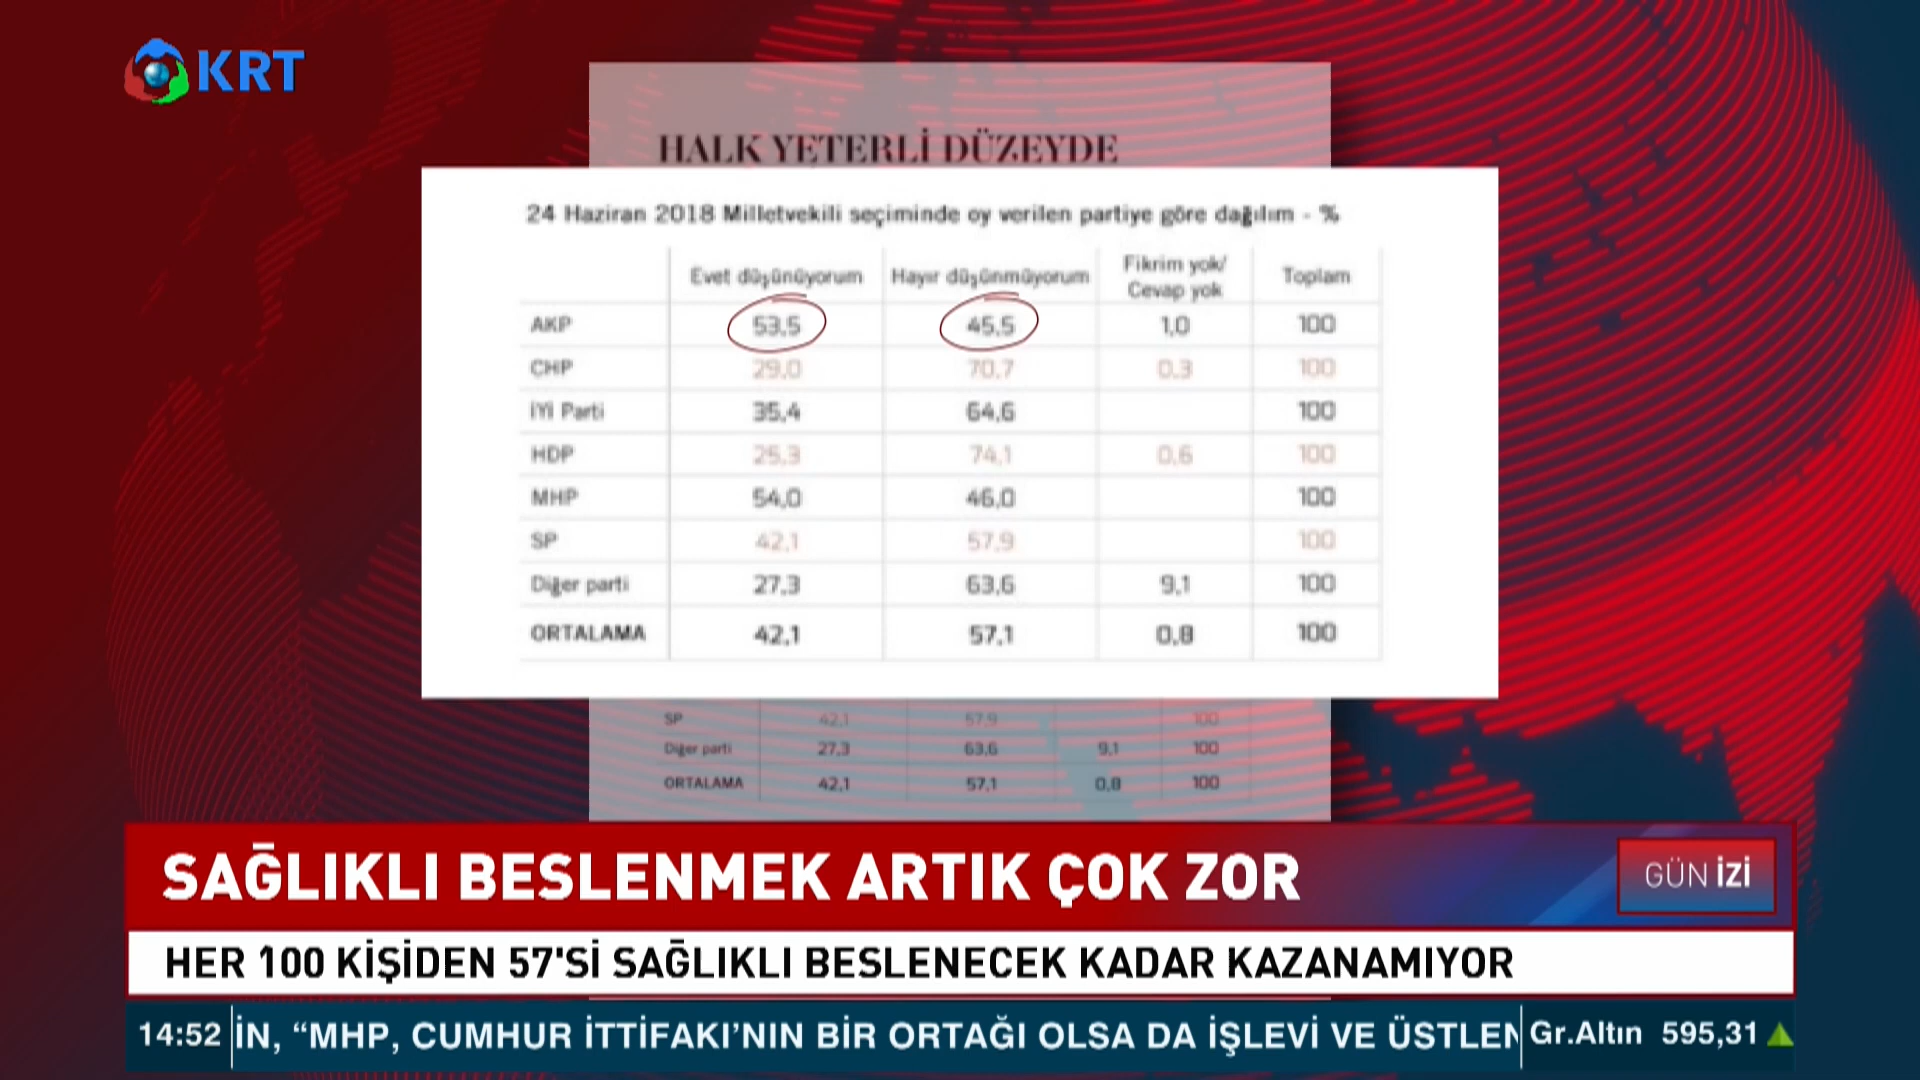 KRT
HALK YETERLİ DÜZEYDE
24 Haziran 2018 Milletvekili seçiminde oy verilen partiye göre dağılım - %
Evet düşünüyorum Hayır düşünmüyorum Fikrim yok/ Toplam
Cevap yok
AKP 53,5 45,5 1,0 100
CHP 29,0 70,7 0,3 100
İYİ Parti 35,4 64,6 100
HDP 25,3 74,1 0,6 100
MHP 54,0 46,0 100
SP 42,1 57,9 100
Diğer parti 27,3 63,6 9,1 100
ORTALAMA 42,1 57,1 0,8 100
SP 42,1 57,9 100
Diğer parti 27,3 63,6 9,1 100
ORTALAMA 42,1 57,1 0,8 100
SAĞLIKLI BESLENMEK ARTIK ÇOK ZOR
GÜN İZİ
HER 100 KİŞİDEN 57'Sİ SAĞLIKLI BESLENECEK KADAR KAZANAMIYOR
14:52 İN, “MHP, CUMHUR İTTİFAKI’NIN BİR ORTAĞI OLSA DA İŞLEVİ VE ÜSTLEN Gr.Altın 595,31